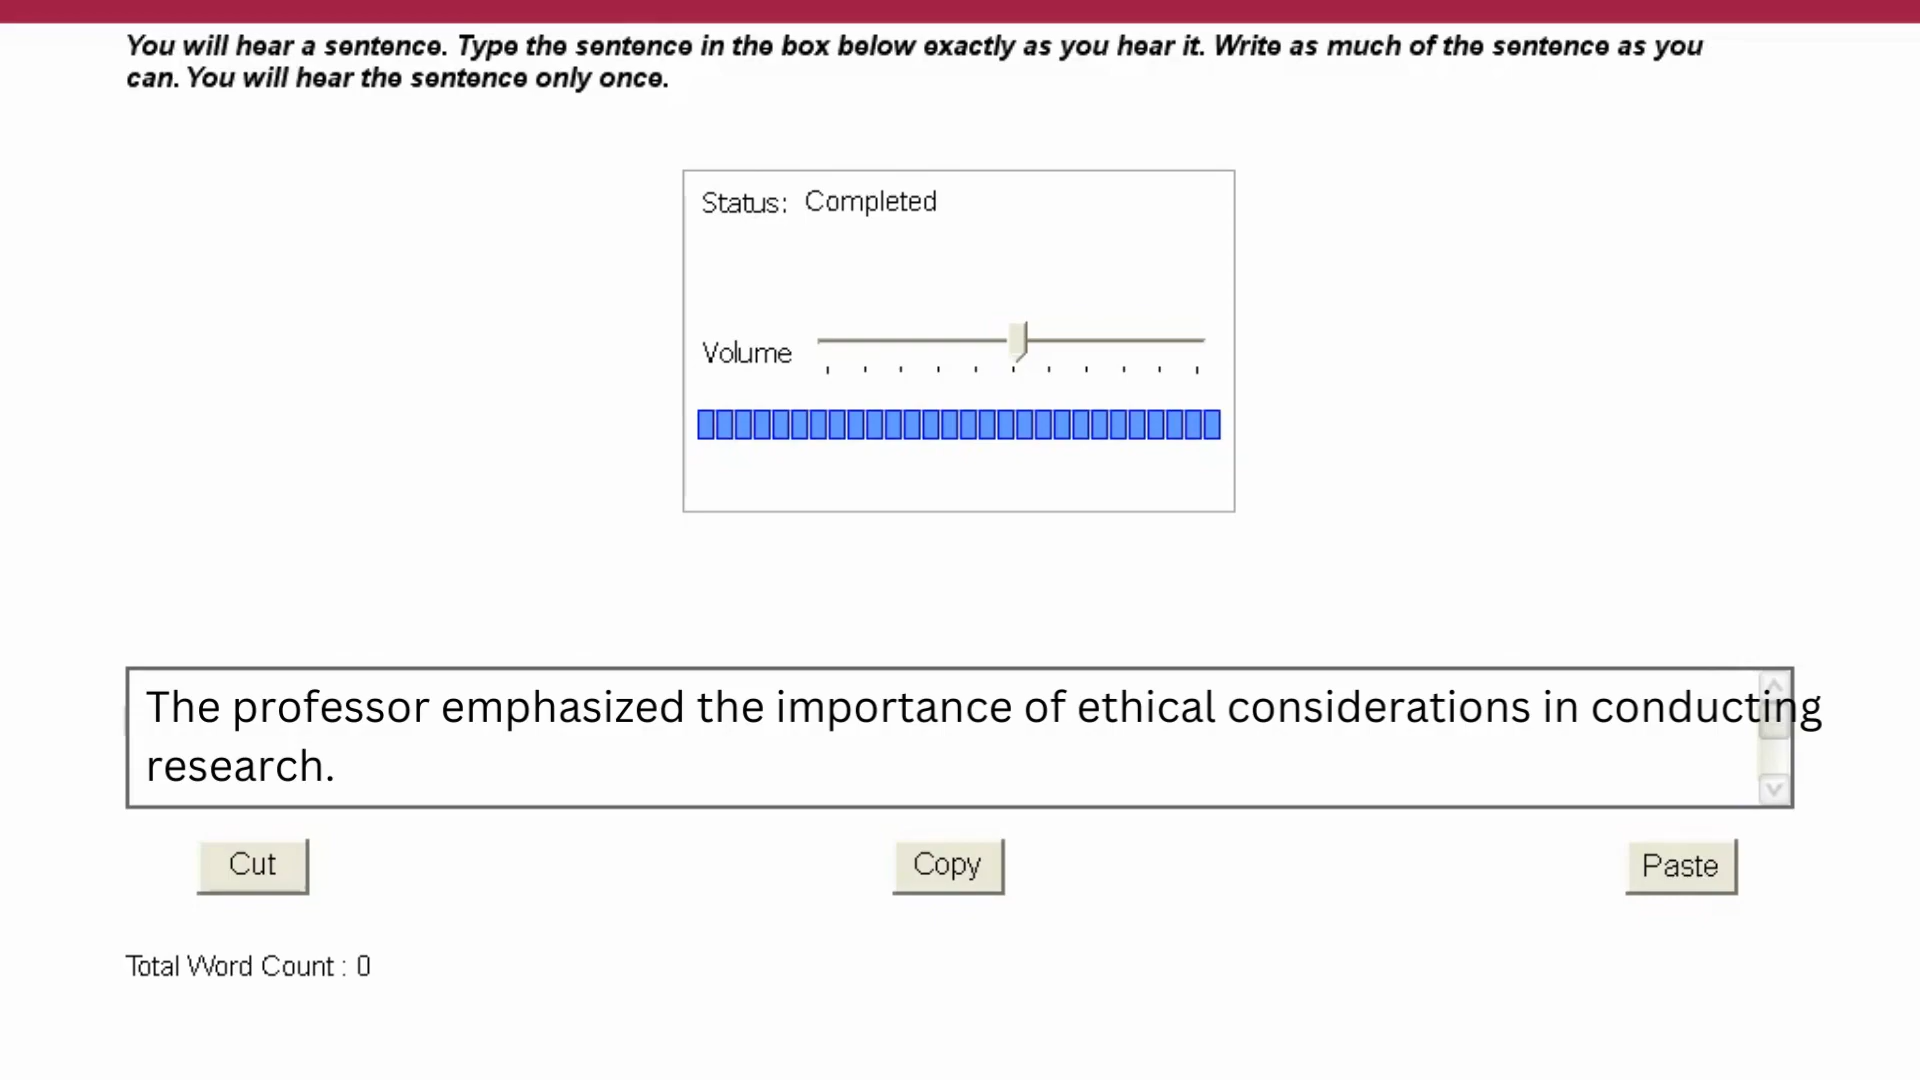 You will hear a sentence. Type the sentence in the box below exactly as you hear it. Write as much of the sentence as you
can. You will hear the sentence only once.
Status: Completed
Volume
The professor emphasized the importance of ethical considerations in conducting
research.
Cut
Copy
Paste
Total Word Count : 0